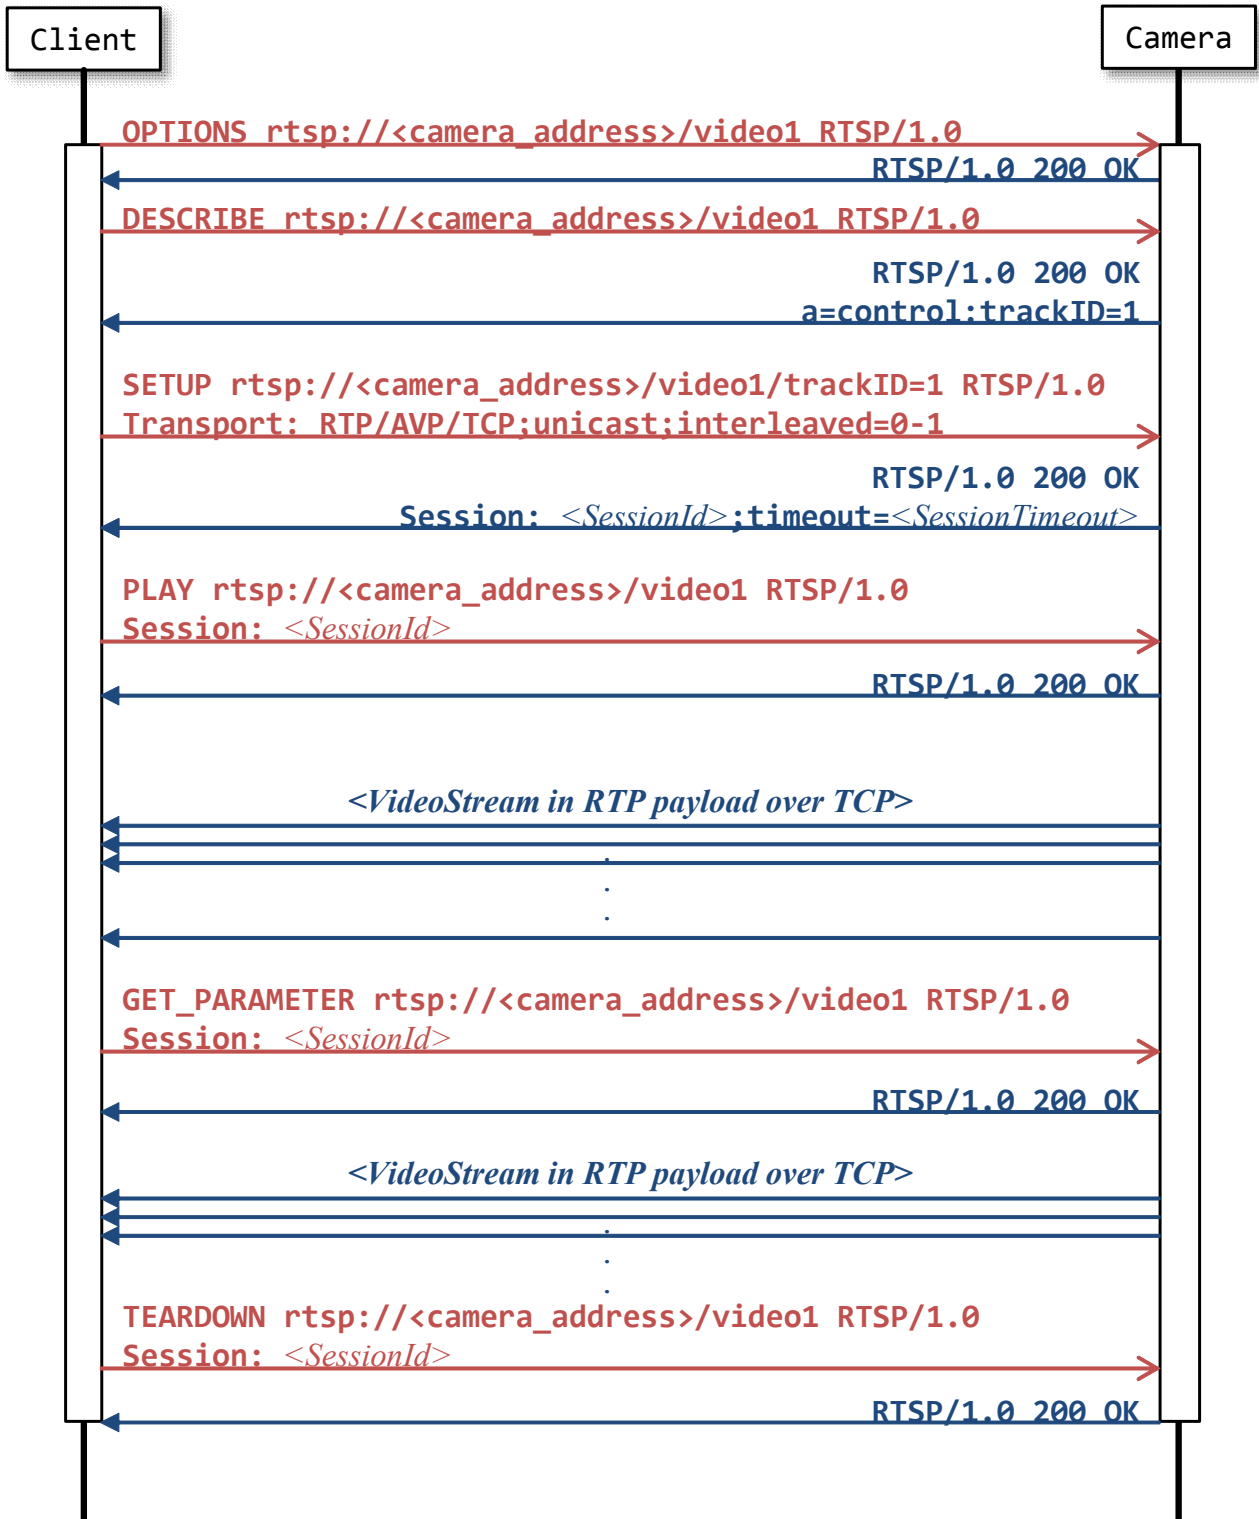 Client
Camera
OPTIONS rtsp://<camera_address>/video1 RTSP/1.0
RTSP/1.0 200 OK
DESCRIBE rtsp://<camera_address>/video1 RTSP/1.0
RTSP/1.0 200 OK
a=control:trackID=1
SETUP rtsp://<camera_address>/video1/trackID=1 RTSP/1.0
Transport: RTP/AVP/TCP;unicast;interleaved=0-1
RTSP/1.0 200 OK
Session: <SessionId>;timeout=<SessionTimeout>
PLAY rtsp://<camera_address>/video1 RTSP/1.0
Session: <SessionId>
RTSP/1.0 200 OK
<VideoStream in RTP payload over TCP>
.
.
.
GET_PARAMETER rtsp://<camera_address>/video1 RTSP/1.0
Session: <SessionId>
RTSP/1.0 200 OK
<VideoStream in RTP payload over TCP>
.
.
.
TEARDOWN rtsp://<camera_address>/video1 RTSP/1.0
Session: <SessionId>
RTSP/1.0 200 OK